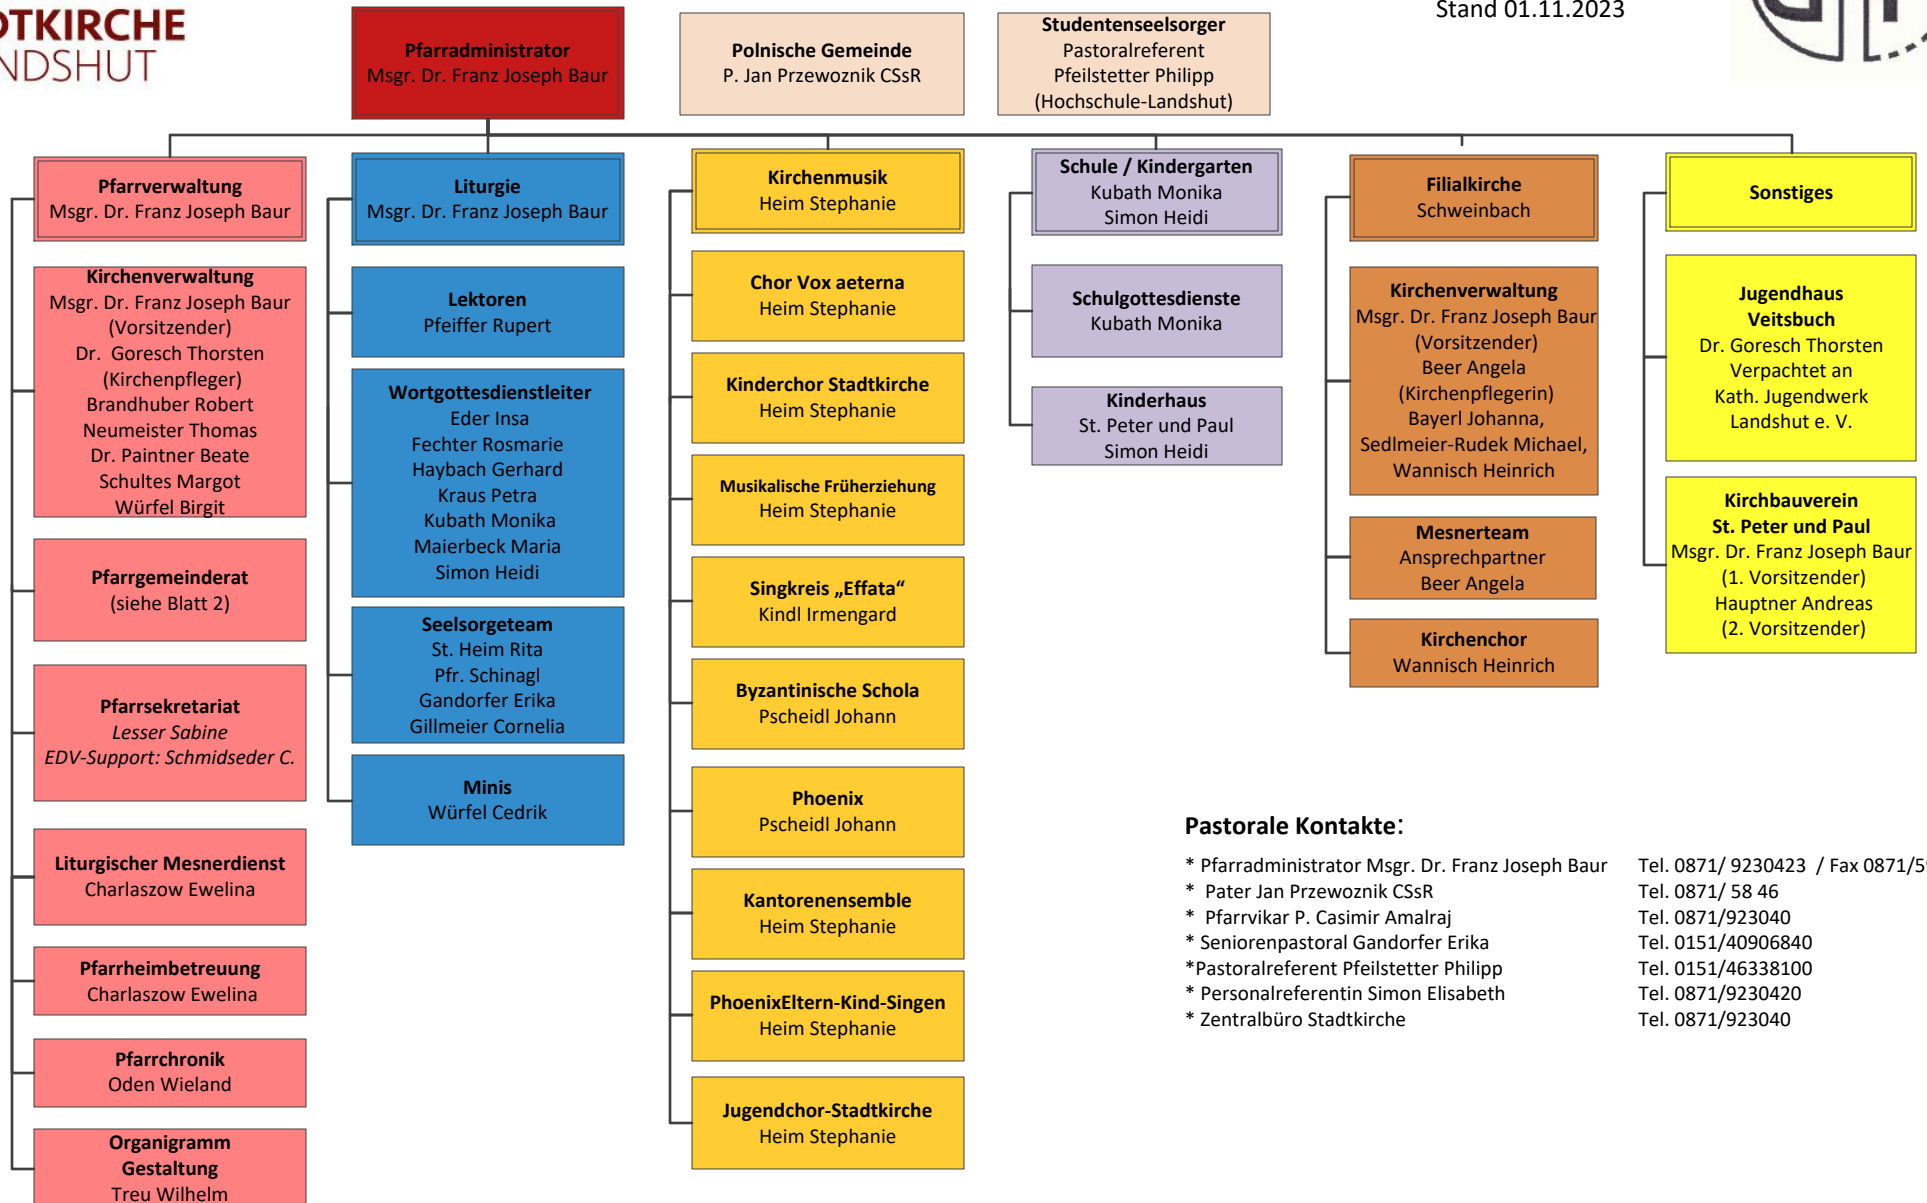 DTKIRCHE
NDSHUT
Stand 01.11.2023
Pfarradministrator
Msgr. Dr. Franz Joseph Baur
Polnische Gemeinde
P. Jan Przewoznik CSsR
Studentenseelsorger
Pastoralreferent
Pfeilstetter Philipp
(Hochschule-Landshut)
Pfarrverwaltung
Msgr. Dr. Franz Joseph Baur
Kirchenverwaltung
Msgr. Dr. Franz Joseph Baur
(Vorsitzender)
Dr. Goresch Thorsten
(Kirchenpfleger)
Brandhuber Robert
Neumeister Thomas
Dr. Paintner Beate
Schultes Margot
Würfel Birgit
Pfarrgemeinderat
(siehe Blatt 2)
Pfarrsekretariat
Lesser Sabine
EDV-Support: Schmidseder C.
Liturgischer Mesnerdienst
Charlaszow Ewelina
Pfarrheimbetreuung
Charlaszow Ewelina
Pfarrchronik
Oden Wieland
Organigramm
Gestaltung
Treu Wilhelm
Liturgie
Msgr. Dr. Franz Joseph Baur
Lektoren
Pfeiffer Rupert
Wortgottesdienstleiter
Eder Insa
Fechter Rosmarie
Haybach Gerhard
Kraus Petra
Kubath Monika
Maierbeck Maria
Simon Heidi
Seelsorgeteam
St. Heim Rita
Pfr. Schinagl
Gandorfer Erika
Gillmeier Cornelia
Minis
Würfel Cedrik
Kirchenmusik
Heim Stephanie
Chor Vox aeterna
Heim Stephanie
Kinderchor Stadtkirche
Heim Stephanie
Musikalische Früherziehung
Heim Stephanie
Singkreis „Effata“
Kindl Irmengard
Byzantinische Schola
Pscheidl Johann
Phoenix
Pscheidl Johann
Kantorenensemble
Heim Stephanie
PhoenixEltern-Kind-Singen
Heim Stephanie
Jugendchor-Stadtkirche
Heim Stephanie
Schule / Kindergarten
Kubath Monika
Simon Heidi
Schulgottesdienste
Kubath Monika
Kinderhaus
St. Peter und Paul
Simon Heidi
Filialkirche
Schweinbach
Kirchenverwaltung
Msgr. Dr. Franz Joseph Baur
(Vorsitzender)
Beer Angela
(Kirchenpflegerin)
Bayerl Johanna,
Sedlmeier-Rudek Michael,
Wannisch Heinrich
Mesnerteam
Ansprechpartner
Beer Angela
Kirchenchor
Wannisch Heinrich
Sonstiges
Jugendhaus
Veitsbuch
Dr. Goresch Thorsten
Verpachtet an
Kath. Jugendwerk
Landshut e. V.
Kirchbauverein
St. Peter und Paul
Msgr. Dr. Franz Joseph Baur
(1. Vorsitzender)
Hauptner Andreas
(2. Vorsitzender)
Pastorale Kontakte:
* Pfarradministrator Msgr. Dr. Franz Joseph Baur Tel. 0871/ 9230423 / Fax 0871/59
* Pater Jan Przewoznik CSsR Tel. 0871/ 58 46
* Pfarrvikar P. Casimir Amalraj Tel. 0871/923040
* Seniorenpastoral Gandorfer Erika Tel. 0151/40906840
*Pastoralreferent Pfeilstetter Philipp Tel. 0151/46338100
* Personalreferentin Simon Elisabeth Tel. 0871/9230420
* Zentralbüro Stadtkirche Tel. 0871/923040